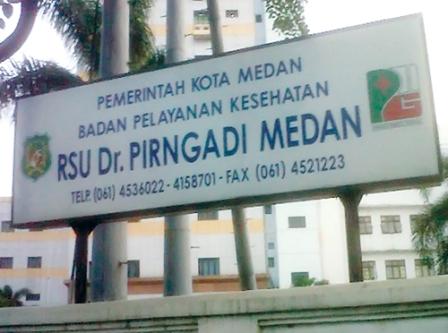 PEMERINTAH KOTA MEDAN
BADAN PELAYANAN KESEHATAN
RSU Dr. PIRNGADI MEDAN
TELP. (061) 4536022 - 4158701 - FAX (061) 4521223